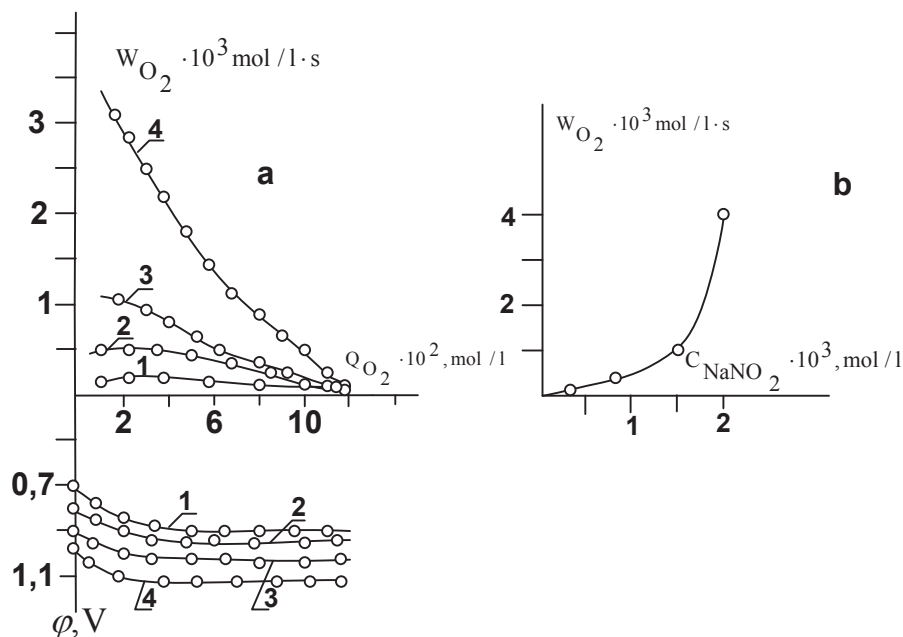 W_O2 ·10^3 mol / l·s
3
2
1
4
a
3
2
1
Q_O2 ·10^2, mol / l
2 6 10
0,7
1,1
φ, V
1
2
4
3
W_O2 ·10^3 mol / l·s
b
4
2
C_NaNO2 ·10^3, mol / l
1 2